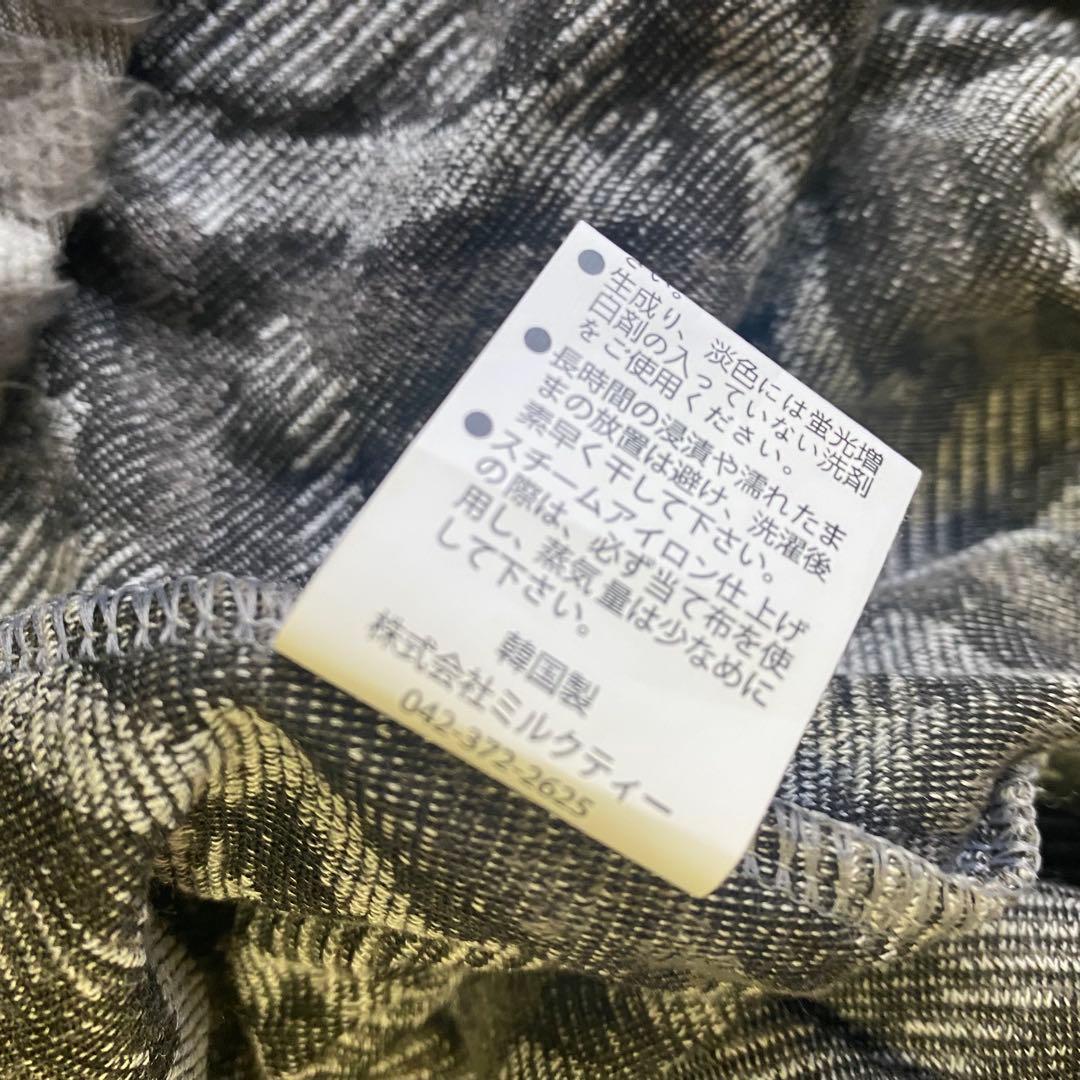 さい。
●生成り、淡色には蛍光増
白剤の入っていない洗剤
をご使用ください。
●長時間の浸漬や濡れたま
まの放置は避け、洗濯後
素早く干して下さい。
●スチームアイロン仕上げ
の際は、必ず当て布を使
用し、蒸気量は少なめに
して下さい。
韓国製
株式会社ミルクティー
042-372-2625